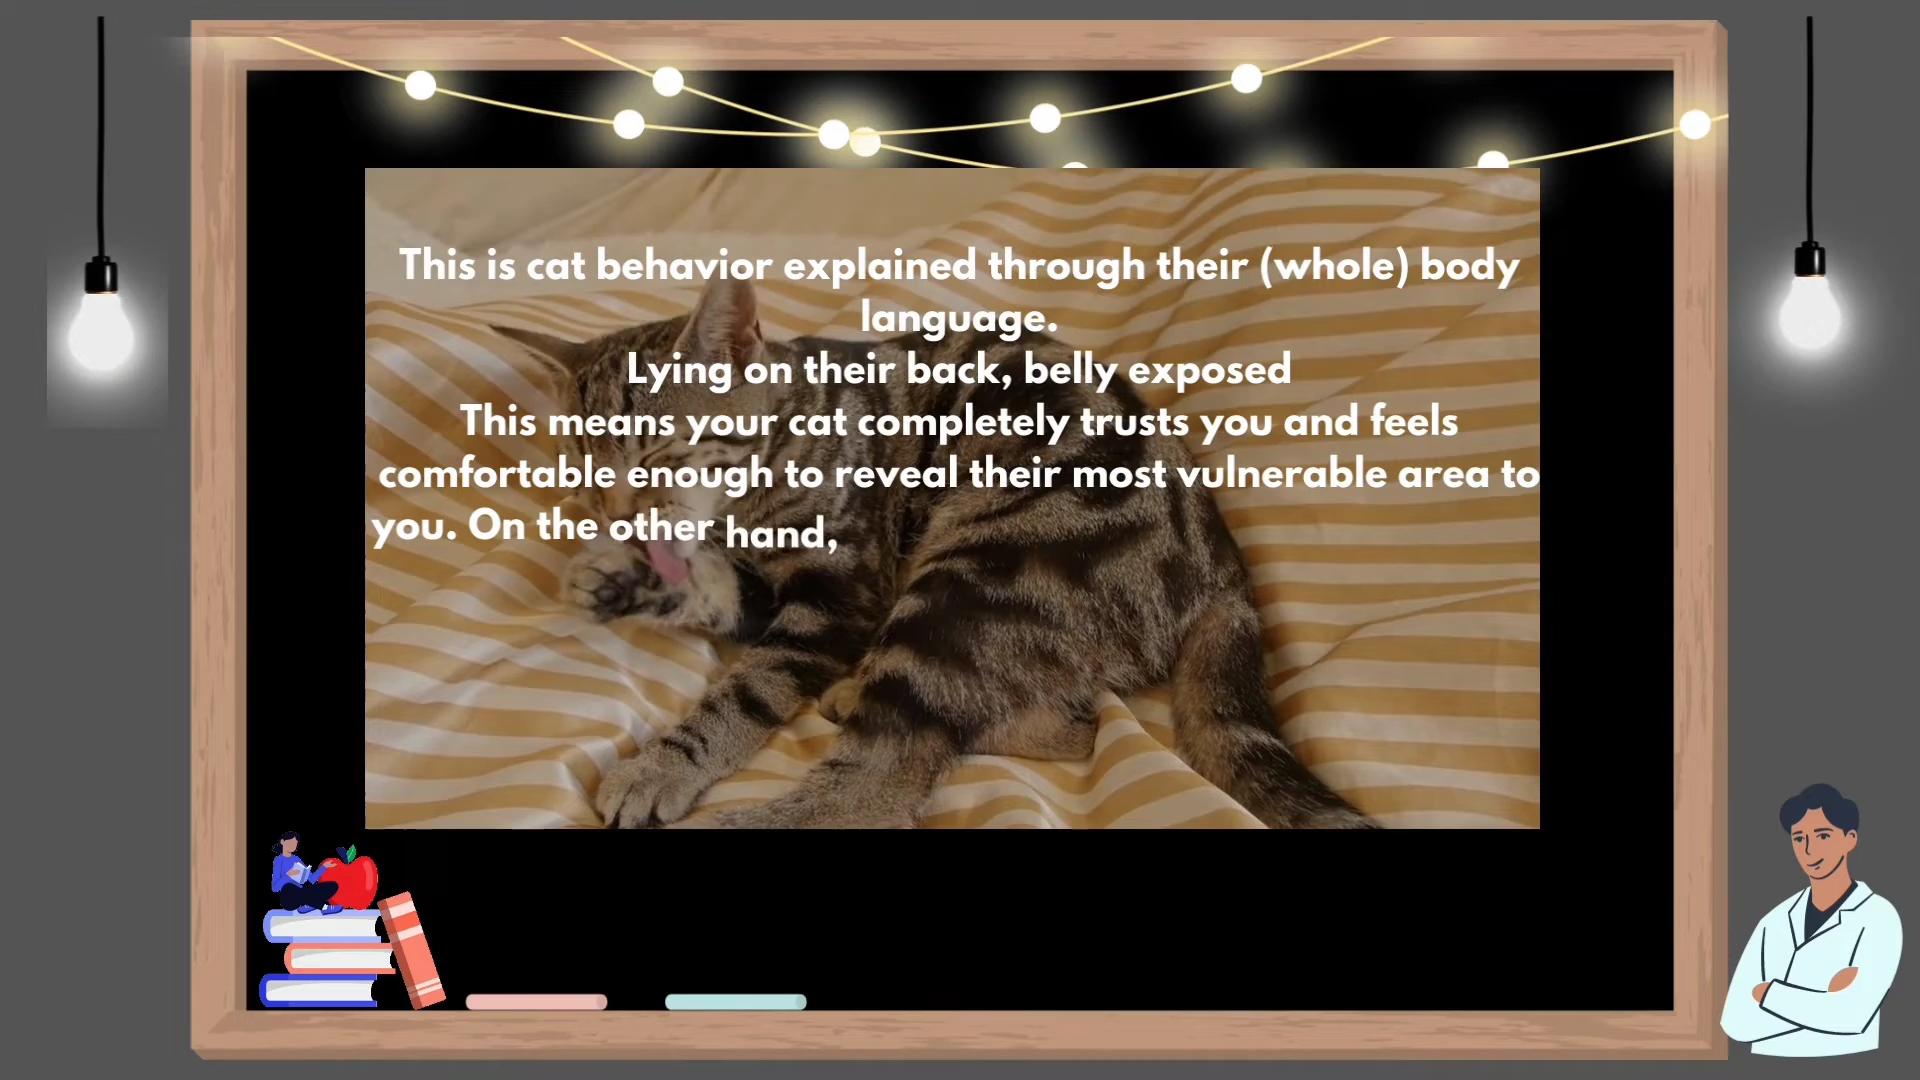 This is cat behavior explained through their (whole) body
language.
Lying on their back, belly exposed
This means your cat completely trusts you and feels
comfortable enough to reveal their most vulnerable area to
you. On the other hand,